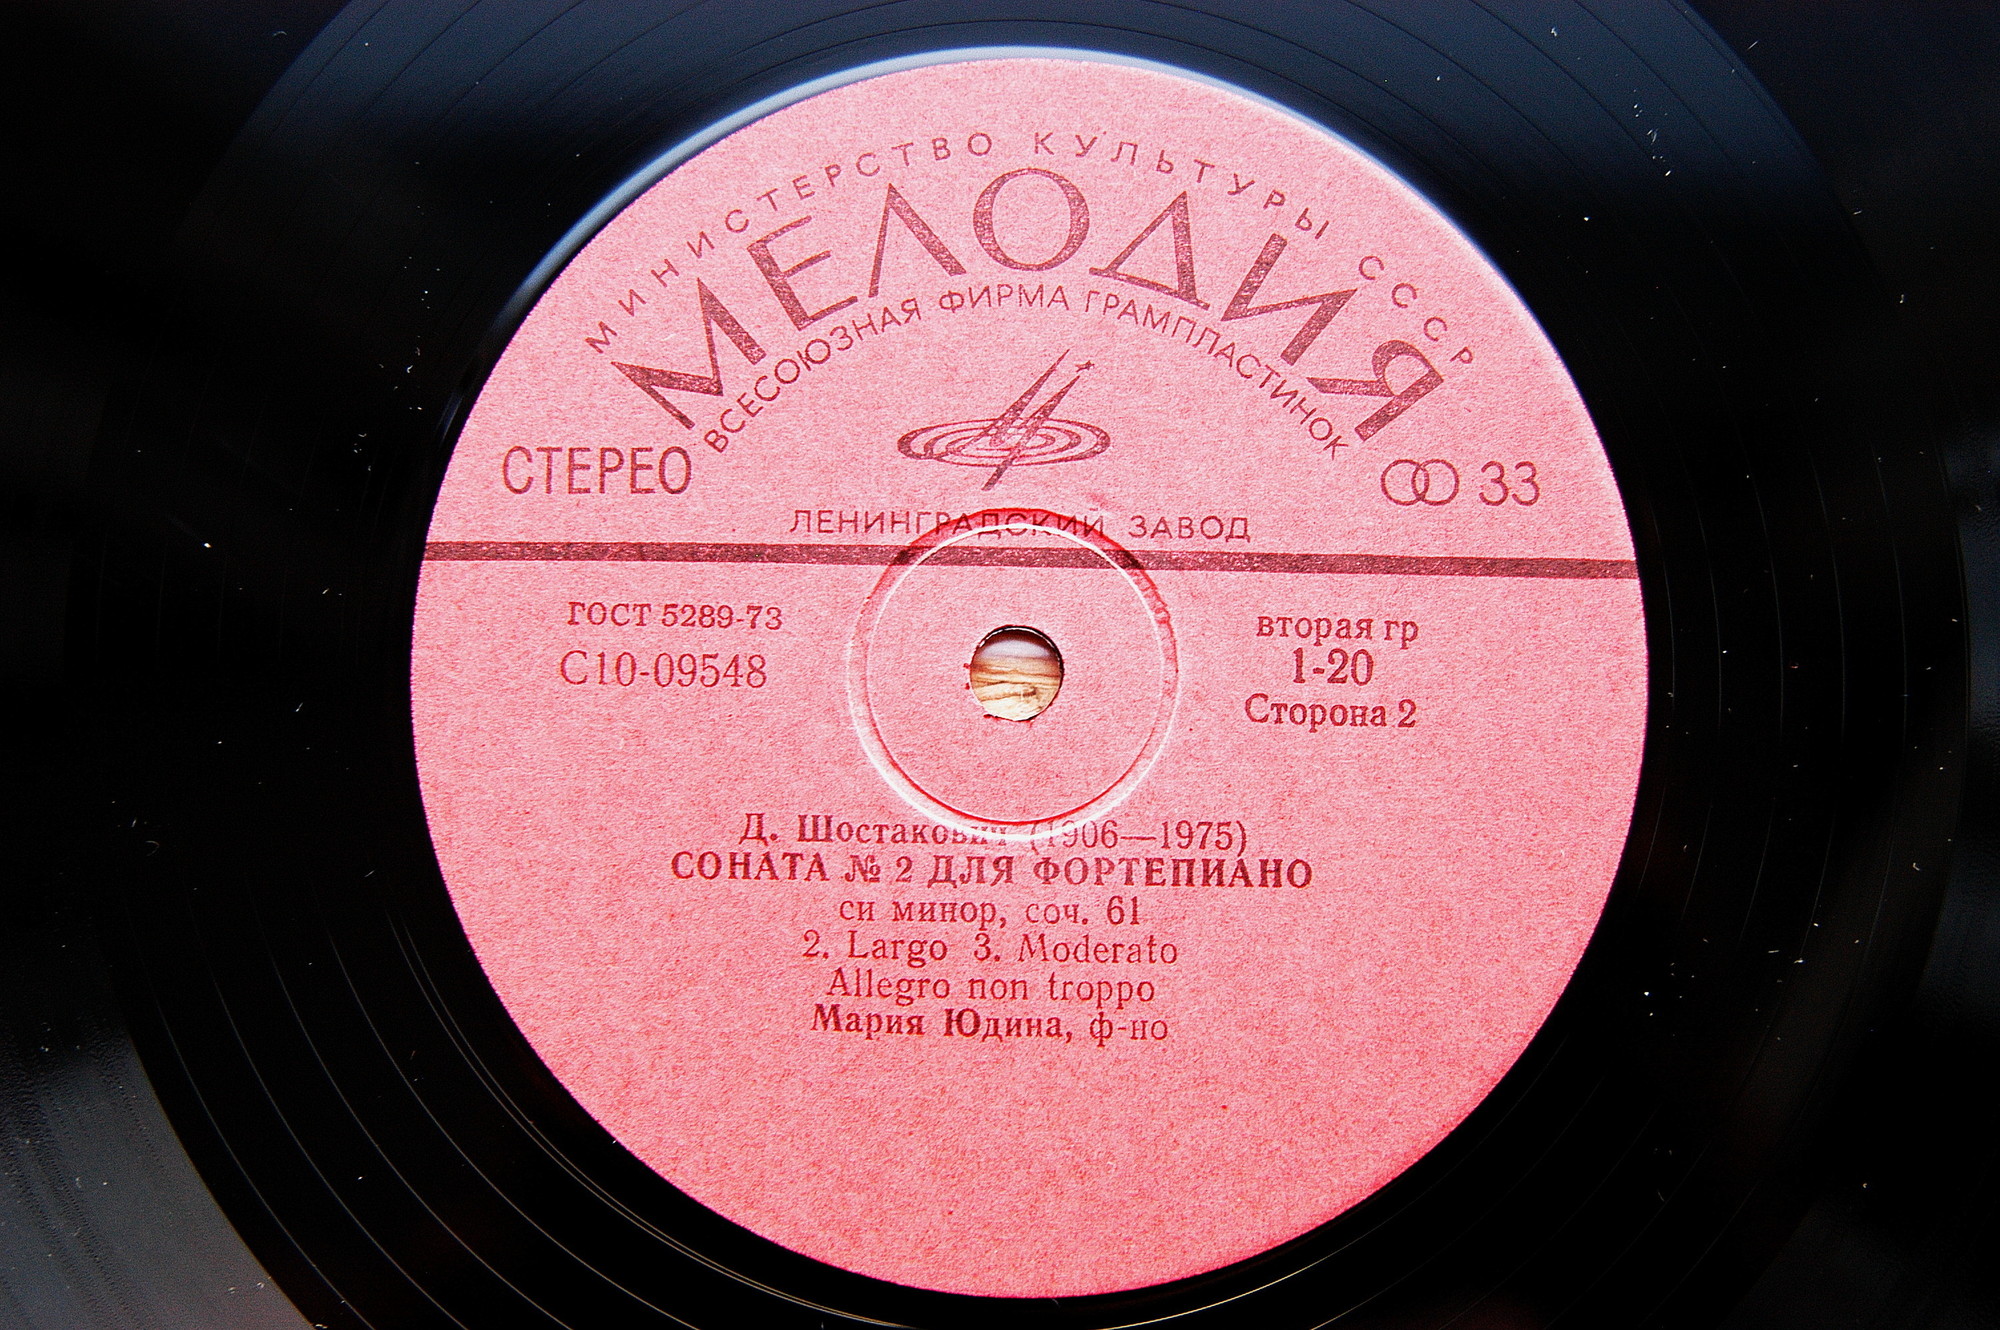 МИНИСТЕРСТВО КУЛЬТУРЫ СССР
МЕЛОДИЯ
ВСЕСОЮЗНАЯ ФИРМА ГРАМПЛАСТИНОК
СТЕРЕО
33
ЛЕНИНГРАДСКИЙ ЗАВОД
ГОСТ 5289-73
С10-09548
вторая гр
1-20
Сторона 2
Д. Шостакович (1906—1975)
СОНАТА № 2 ДЛЯ ФОРТЕПИАНО
си минор, соч. 61
2. Largo 3. Moderato
Allegro non troppo
Мария Юдина, ф-но